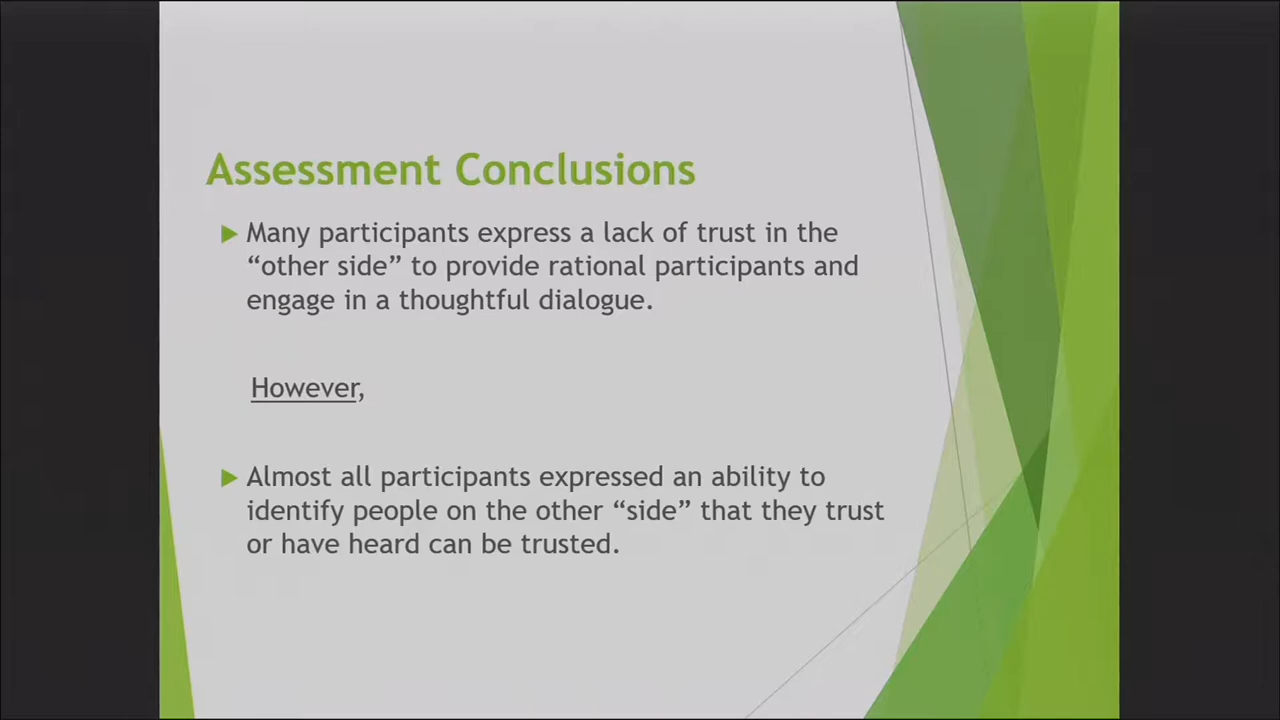 Assessment Conclusions
Many participants express a lack of trust in the
“other side” to provide rational participants and
engage in a thoughtful dialogue.
However,
Almost all participants expressed an ability to
identify people on the other “side” that they trust
or have heard can be trusted.